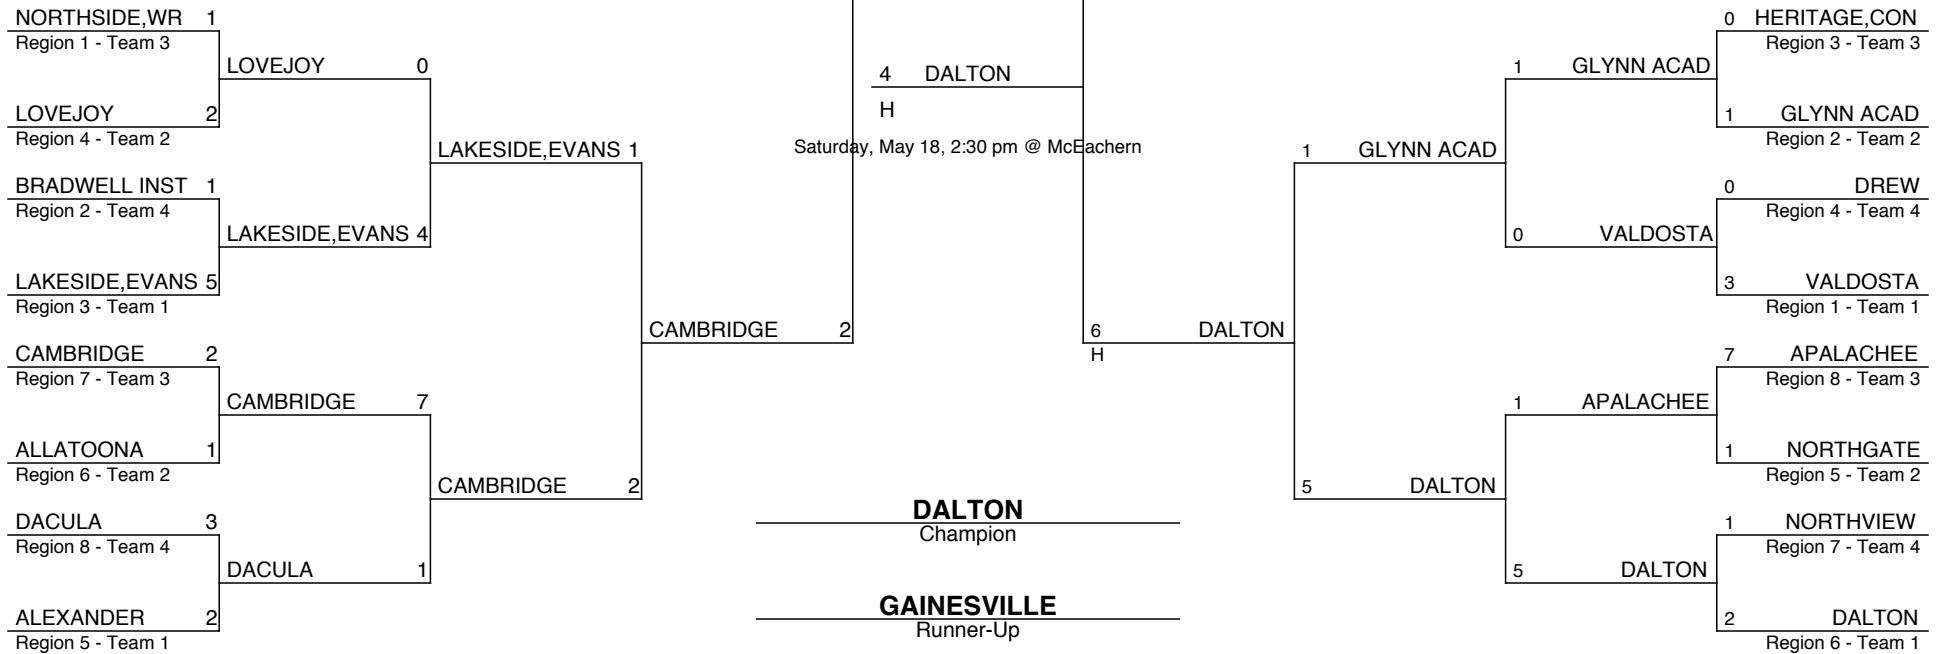 NORTHSIDE,WR 1
Region 1 - Team 3
LOVEJOY 0
LOVEJOY 2
Region 4 - Team 2
LAKESIDE,EVANS 1
BRADWELL INST 1
Region 2 - Team 4
LAKESIDE,EVANS 4
LAKESIDE,EVANS 5
Region 3 - Team 1
CAMBRIDGE 2
CAMBRIDGE 2
Region 7 - Team 3
CAMBRIDGE 7
ALLATOONA 1
Region 6 - Team 2
CAMBRIDGE 2
DACULA 3
Region 8 - Team 4
DACULA 1
ALEXANDER 2
Region 5 - Team 1
4 DALTON
H
Saturday, May 18, 2:30 pm @ McEachern
6 DALTON
H
DALTON
Champion
GAINESVILLE
Runner-Up
0 HERITAGE,CON
Region 3 - Team 3
1 GLYNN ACAD
1 GLYNN ACAD
Region 2 - Team 2
1 GLYNN ACAD
0 DREW
Region 4 - Team 4
0 VALDOSTA
3 VALDOSTA
Region 1 - Team 1
7 APALACHEE
Region 8 - Team 3
1 APALACHEE
1 NORTHGATE
Region 5 - Team 2
5 DALTON
1 NORTHVIEW
Region 7 - Team 4
5 DALTON
2 DALTON
Region 6 - Team 1